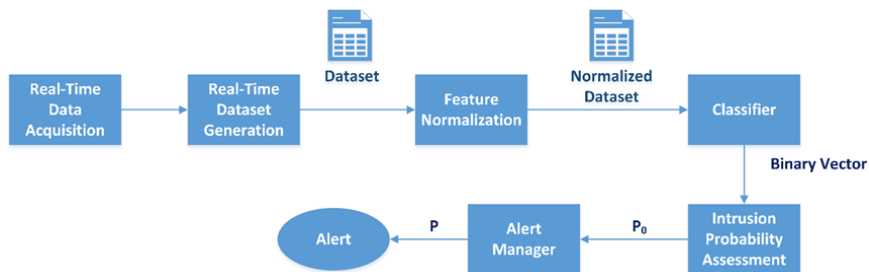 Dataset
Normalized
Dataset
Real-Time
Data
Acquisition
Real-Time
Dataset
Generation
Feature
Normalization
Classifier
Binary Vector
Intrusion
Probability
Assessment
P₀
Alert
Manager
P
Alert